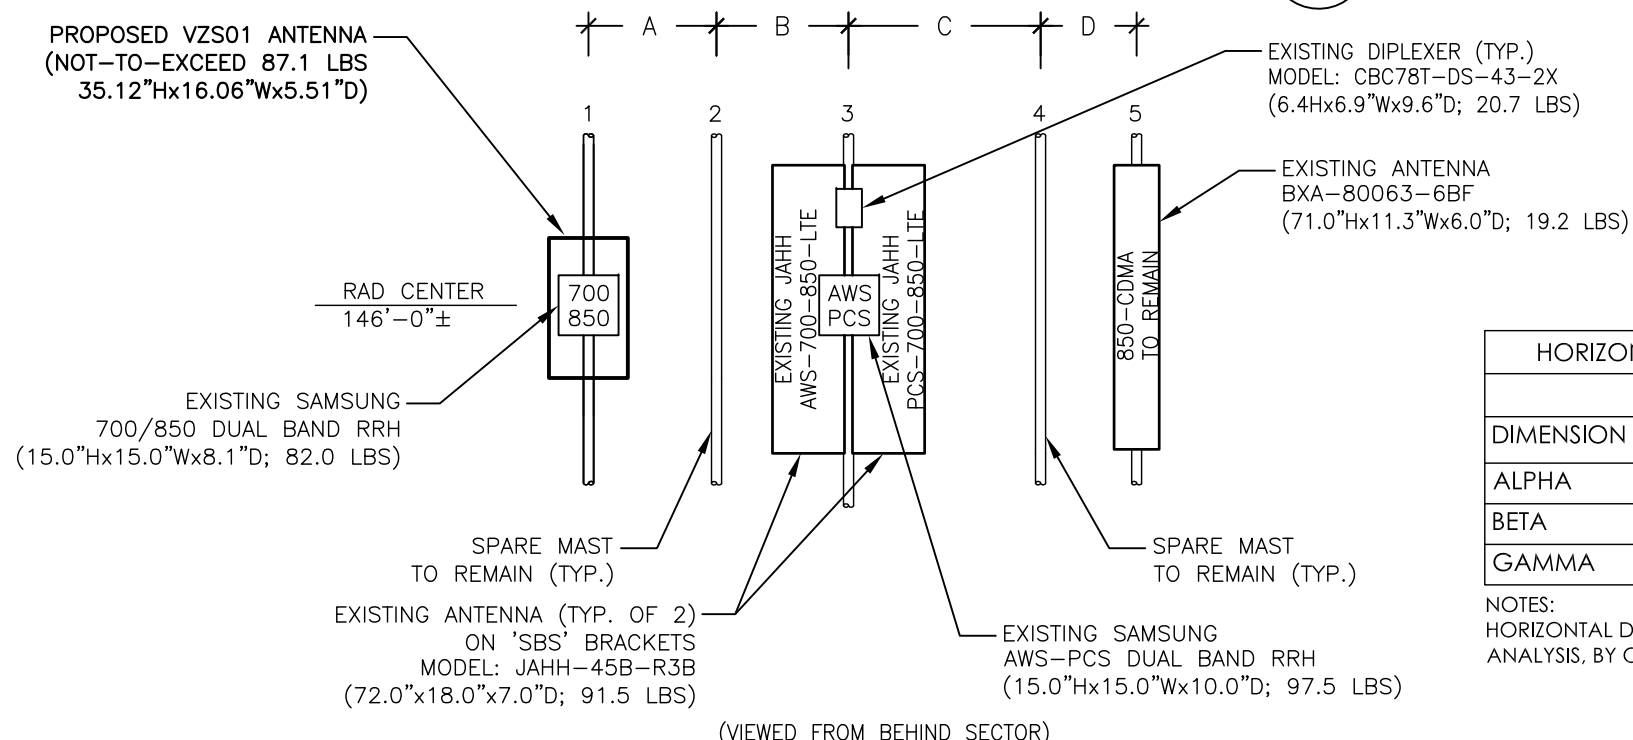 A B C D
PROPOSED VZS01 ANTENNA
(NOT-TO-EXCEED 87.1 LBS
35.12"Hx16.06"Wx5.51"D)
EXISTING DIPLEXER (TYP.)
MODEL: CBC78T-DS-43-2X
(6.4Hx6.9"Wx9.6"D; 20.7 LBS)
1 2 3 4 5
EXISTING ANTENNA
BXA-80063-6BF
(71.0"Hx11.3"Wx6.0"D; 19.2 LBS)
RAD CENTER
146'-0"±
700
850
EXISTING JAHH
AWS-700-850-LTE
AWS
PCS
EXISTING JAHH
PCS-700-850-LTE
850-CDMA
TO REMAIN
EXISTING SAMSUNG
700/850 DUAL BAND RRH
(15.0"Hx15.0"Wx8.1"D; 82.0 LBS)
SPARE MAST
TO REMAIN (TYP.)
SPARE MAST
TO REMAIN (TYP.)
EXISTING ANTENNA (TYP. OF 2)
ON 'SBS' BRACKETS
MODEL: JAHH-45B-R3B
(72.0"x18.0"x7.0"D; 91.5 LBS)
EXISTING SAMSUNG
AWS-PCS DUAL BAND RRH
(15.0"Hx15.0"Wx10.0"D; 97.5 LBS)
(VIEWED FROM BEHIND SECTOR)
HORIZON
DIMENSION
ALPHA
BETA
GAMMA
NOTES:
HORIZONTAL D
ANALYSIS, BY